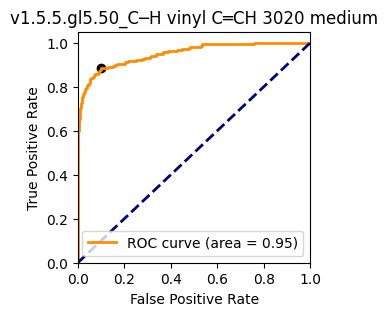 v1.5.5.gl5.50_C─H vinyl C═CH 3020 medium
1.0
0.8
0.6
0.4
0.2
0.0
True Positive Rate
ROC curve (area = 0.95)
0.0 0.2 0.4 0.6 0.8 1.0
False Positive Rate